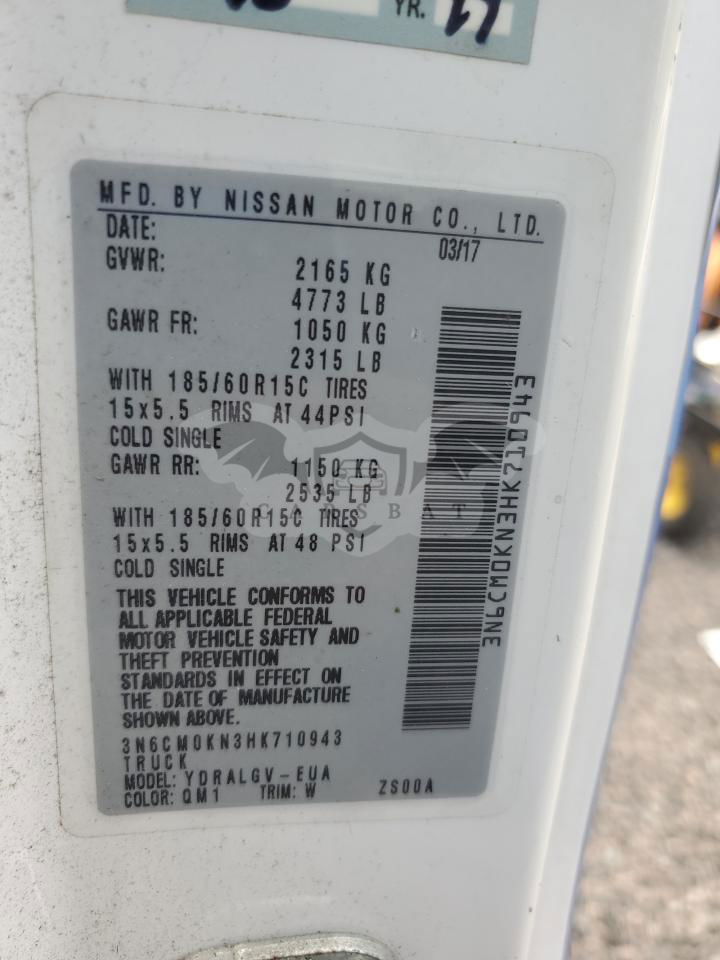 YR.
MFD. BY NISSAN MOTOR CO., LTD.
DATE: 03/17
GVWR: 2165 KG
4773 LB
GAWR FR: 1050 KG
2315 LB
WITH 185/60R15C TIRES
15x5.5 RIMS AT 44PSI
COLD SINGLE
GAWR RR: 1150 KG
2535 LB
WITH 185/60R15C TIRES
15x5.5 RIMS AT 48 PSI
COLD SINGLE
THIS VEHICLE CONFORMS TO
ALL APPLICABLE FEDERAL
MOTOR VEHICLE SAFETY AND
THEFT PREVENTION
STANDARDS IN EFFECT ON
THE DATE OF MANUFACTURE
SHOWN ABOVE.
3N6CM0KN3HK710943
TRUCK
MODEL: YDRALGV-EUA
COLOR: QM1 TRIM: W ZS00A
3N6CM0KN3HK710943
CARSBAT